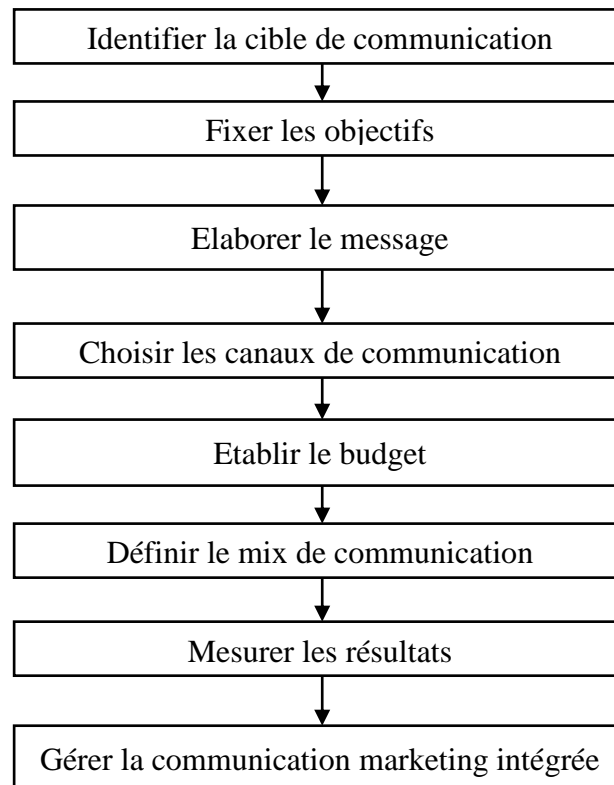 Identifier la cible de communication
Fixer les objectifs
Elaborer le message
Choisir les canaux de communication
Etablir le budget
Définir le mix de communication
Mesurer les résultats
Gérer la communication marketing intégrée